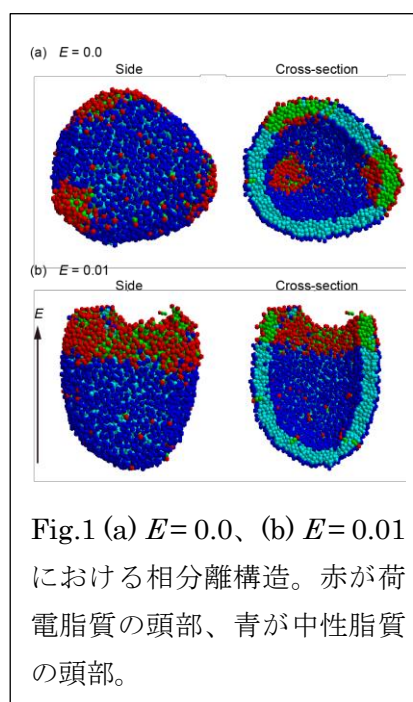 (a) E = 0.0
Side Cross-section
(b) E = 0.01
Side Cross-section
E
Fig.1 (a) E = 0.0、(b) E = 0.01
における相分離構造。赤が荷
電脂質の頭部、青が中性脂質
の頭部。